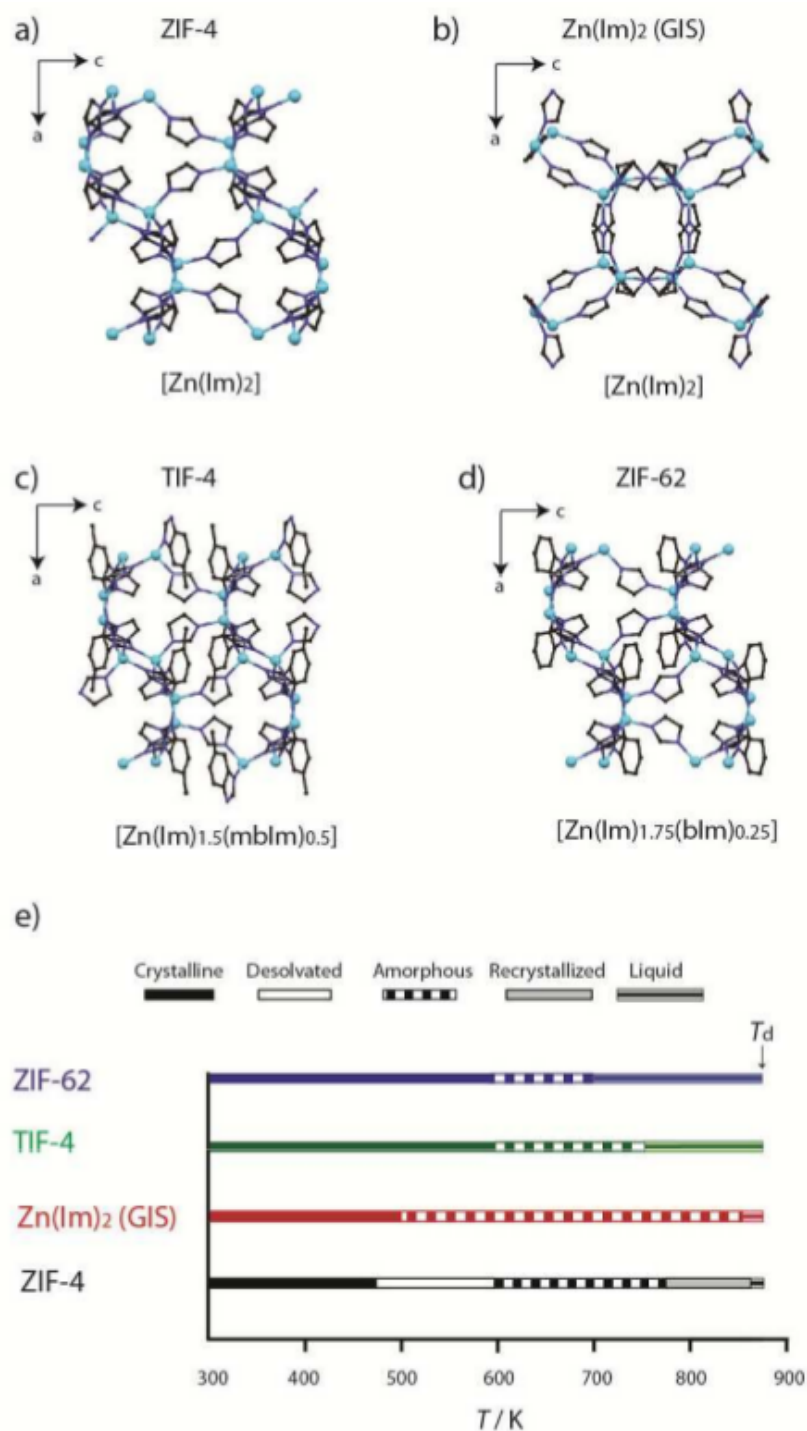 a)
ZIF-4
c
a
[Zn(Im)2]
b)
Zn(Im)2 (GIS)
c
a
[Zn(Im)2]
c)
TIF-4
c
a
[Zn(Im)1.5(mbIm)0.5]
d)
ZIF-62
c
a
[Zn(Im)1.75(bIm)0.25]
e)
Crystalline Desolvated Amorphous Recrystallized Liquid
Td
ZIF-62
TIF-4
Zn(Im)2 (GIS)
ZIF-4
300 400 500 600 700 800 900
T / K